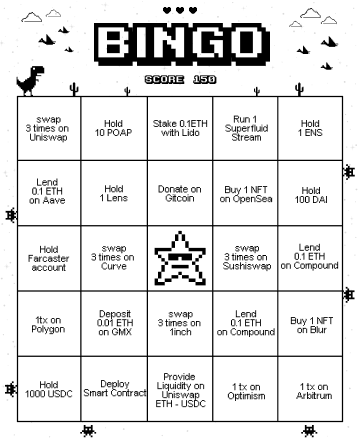 BINGO
SCORE 150
swap
3 times on
Uniswap
Hold
10 POAP
Stake 0.1ETH
with Lido
Run 1
Superfluid
Stream
Hold
1 ENS
Lend
0.1 ETH
on Aave
Hold
1 Lens
Donate on
Gitcoin
Buy 1 NFT
on OpenSea
Hold
100 DAI
Hold
Farcaster
account
swap
3 times on
Curve
swap
3 times on
Sushiswap
Lend
0.1 ETH
on Compound
1tx on
Polygon
Deposit
0.01 ETH
on GMX
swap
3 times on
1inch
Lend
0.1 ETH
on Compound
Buy 1 NFT
on Blur
Hold
1000 USDC
Deploy
Smart Contract
Provide
Liquidity on
Uniswap
ETH - USDC
1 tx on
Optimism
1 tx on
Arbitrum